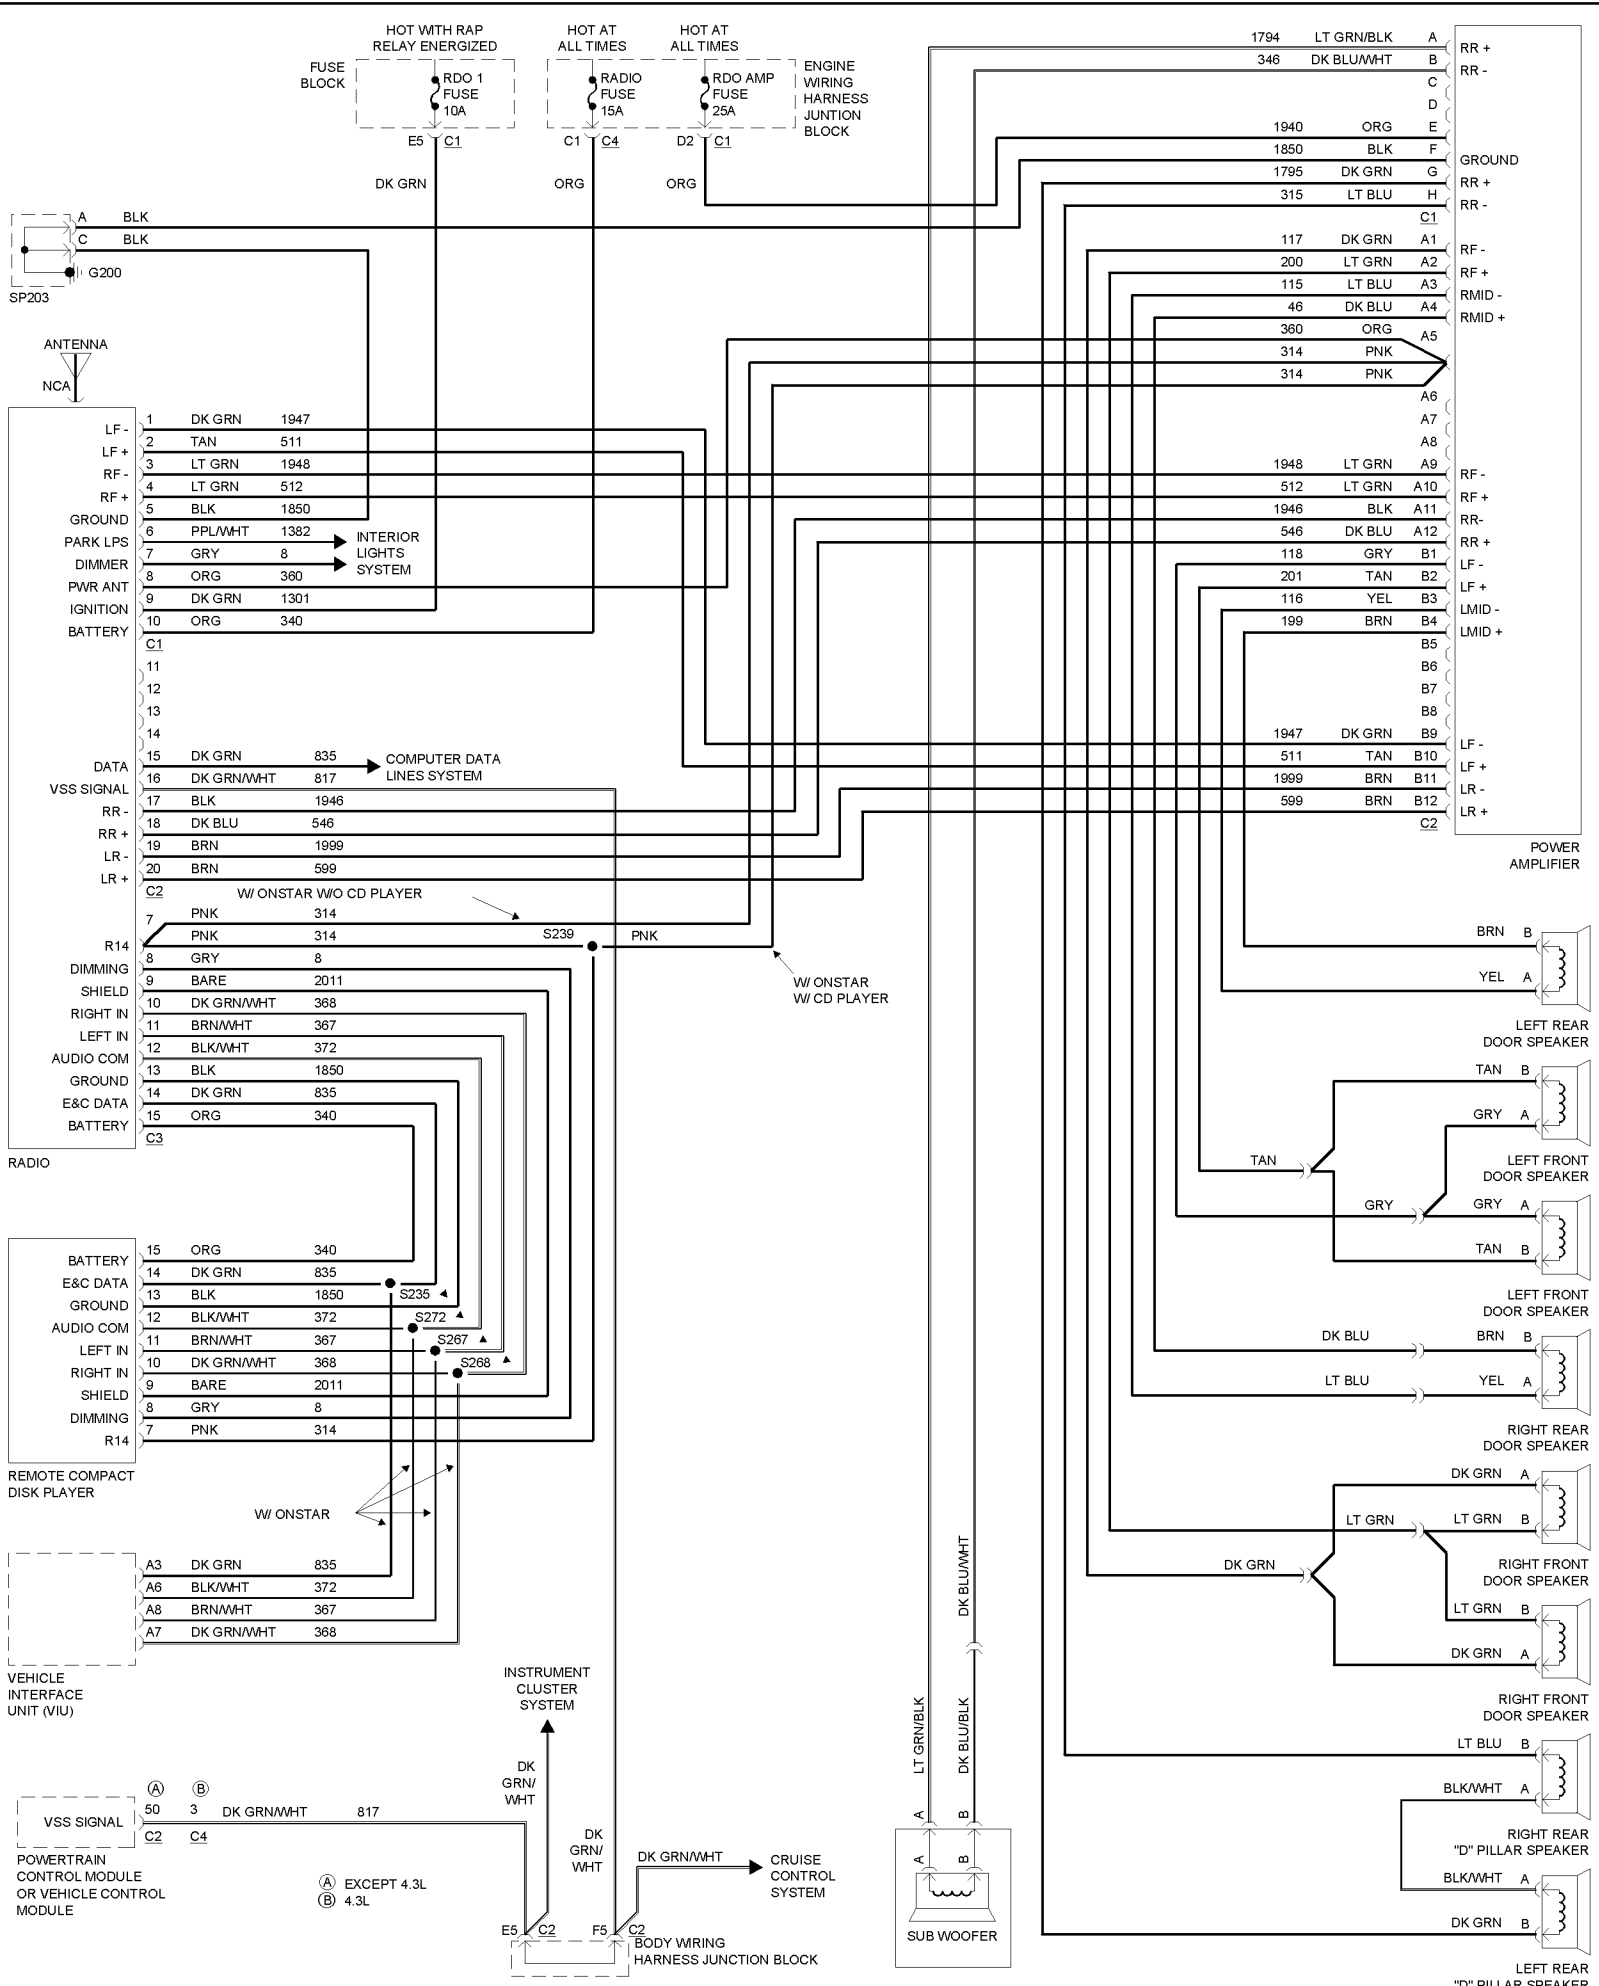 HOT WITH RAP
RELAY ENERGIZED
HOT AT
ALL TIMES
HOT AT
ALL TIMES
FUSE
BLOCK
RDO 1
FUSE
10A
RADIO
FUSE
15A
RDO AMP
FUSE
25A
ENGINE
WIRING
HARNESS
JUNTION
BLOCK
E5 C1
C1 C4
D2 C1
DK GRN
ORG
ORG
A BLK
C BLK
G200
SP203
ANTENNA
NCA
LF - 1 DK GRN 1947
LF + 2 TAN 511
RF - 3 LT GRN 1948
RF + 4 LT GRN 512
GROUND 5 BLK 1850
PARK LPS 6 PPL/WHT 1382
DIMMER 7 GRY 8
PWR ANT 8 ORG 360
IGNITION 9 DK GRN 1301
BATTERY 10 ORG 340
C1
INTERIOR
LIGHTS
SYSTEM
11
12
13
14
DATA 15 DK GRN 835
VSS SIGNAL 16 DK GRN/WHT 817
RR - 17 BLK 1946
RR + 18 DK BLU 546
LR - 19 BRN 1999
LR + 20 BRN 599
C2
COMPUTER DATA
LINES SYSTEM
W/ ONSTAR W/O CD PLAYER
7 PNK 314
R14 PNK 314
S239 PNK
DIMMING 8 GRY 8
SHIELD 9 BARE 2011
RIGHT IN 10 DK GRN/WHT 368
LEFT IN 11 BRN/WHT 367
AUDIO COM 12 BLK/WHT 372
GROUND 13 BLK 1850
E&C DATA 14 DK GRN 835
BATTERY 15 ORG 340
C3
RADIO
W/ ONSTAR
W/ CD PLAYER
BATTERY 15 ORG 340
E&C DATA 14 DK GRN 835
GROUND 13 BLK 1850
AUDIO COM 12 BLK/WHT 372
LEFT IN 11 BRN/WHT 367
RIGHT IN 10 DK GRN/WHT 368
SHIELD 9 BARE 2011
DIMMING 8 GRY 8
R14 7 PNK 314
S235
S272
S267
S268
REMOTE COMPACT
DISK PLAYER
W/ ONSTAR
A3 DK GRN 835
A6 BLK/WHT 372
A8 BRN/WHT 367
A7 DK GRN/WHT 368
VEHICLE
INTERFACE
UNIT (VIU)
INSTRUMENT
CLUSTER
SYSTEM
DK
GRN/
WHT
A B
VSS SIGNAL 50 3 DK GRN/WHT 817
C2 C4
POWERTRAIN
CONTROL MODULE
OR VEHICLE CONTROL
MODULE
A EXCEPT 4.3L
B 4.3L
DK
GRN/
WHT
DK GRN/WHT
CRUISE
CONTROL
SYSTEM
E5 C2
F5 C2
BODY WIRING
HARNESS JUNCTION BLOCK
1794 LT GRN/BLK A RR +
346 DK BLU/WHT B RR -
C
D
1940 ORG E
1850 BLK F GROUND
1795 DK GRN G RR +
315 LT BLU H RR -
C1
117 DK GRN A1 RF -
200 LT GRN A2 RF +
115 LT BLU A3 RMID -
46 DK BLU A4 RMID +
360 ORG A5
314 PNK
314 PNK
A6
A7
A8
1948 LT GRN A9 RF -
512 LT GRN A10 RF +
1946 BLK A11 RR-
546 DK BLU A12 RR +
118 GRY B1 LF -
201 TAN B2 LF +
116 YEL B3 LMID -
199 BRN B4 LMID +
B5
B6
B7
B8
1947 DK GRN B9 LF -
511 TAN B10 LF +
1999 BRN B11 LR -
599 BRN B12 LR +
C2
POWER
AMPLIFIER
BRN B
YEL A
LEFT REAR
DOOR SPEAKER
TAN B
GRY A
LEFT FRONT
DOOR SPEAKER
TAN
GRY GRY A
TAN B
LEFT FRONT
DOOR SPEAKER
DK BLU BRN B
LT BLU YEL A
RIGHT REAR
DOOR SPEAKER
DK GRN A
LT GRN LT GRN B
RIGHT FRONT
DOOR SPEAKER
DK GRN
LT GRN B
DK GRN A
RIGHT FRONT
DOOR SPEAKER
LT BLU B
BLK/WHT A
RIGHT REAR
"D" PILLAR SPEAKER
BLK/WHT A
DK GRN B
LEFT REAR
"D" PILLAR SPEAKER
DK BLU/WHT
LT GRN/BLK
DK BLU/BLK
A B
A B
SUB WOOFER